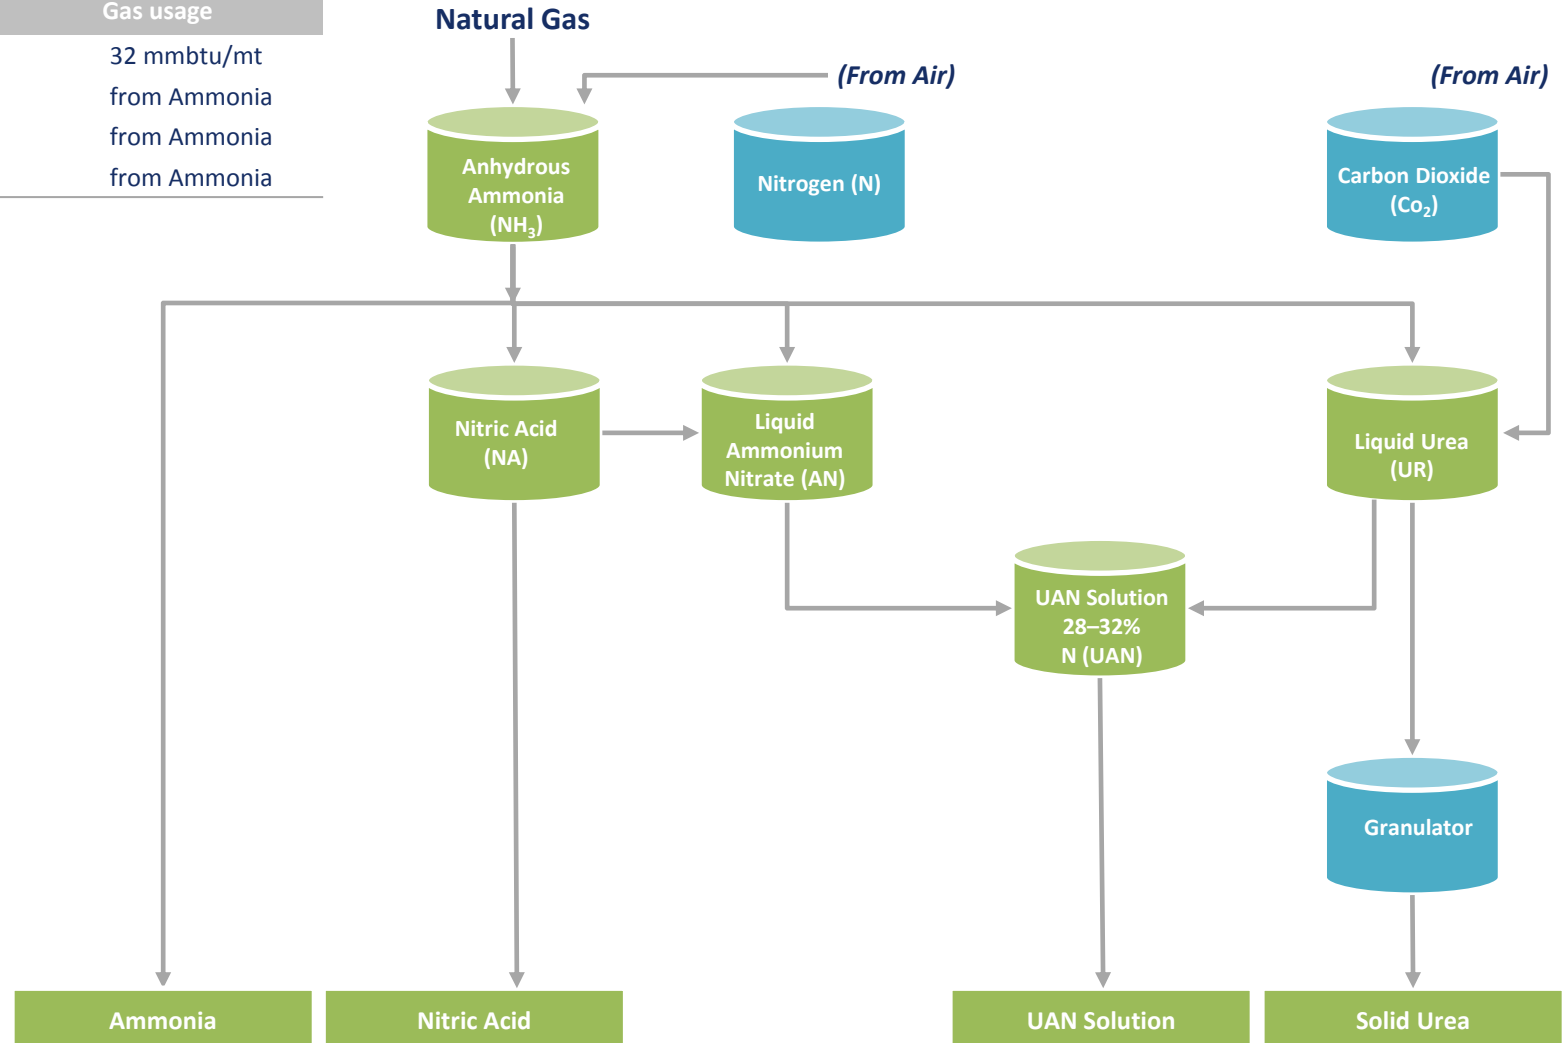 Gas usage
32 mmbtu/mt
from Ammonia
from Ammonia
from Ammonia
Natural Gas
(From Air)
(From Air)
Anhydrous
Ammonia
(NH₃)
Nitrogen (N)
Carbon Dioxide
(Co₂)
Nitric Acid
(NA)
Liquid
Ammonium
Nitrate (AN)
Liquid Urea
(UR)
UAN Solution
28–32%
N (UAN)
Granulator
Ammonia
Nitric Acid
UAN Solution
Solid Urea